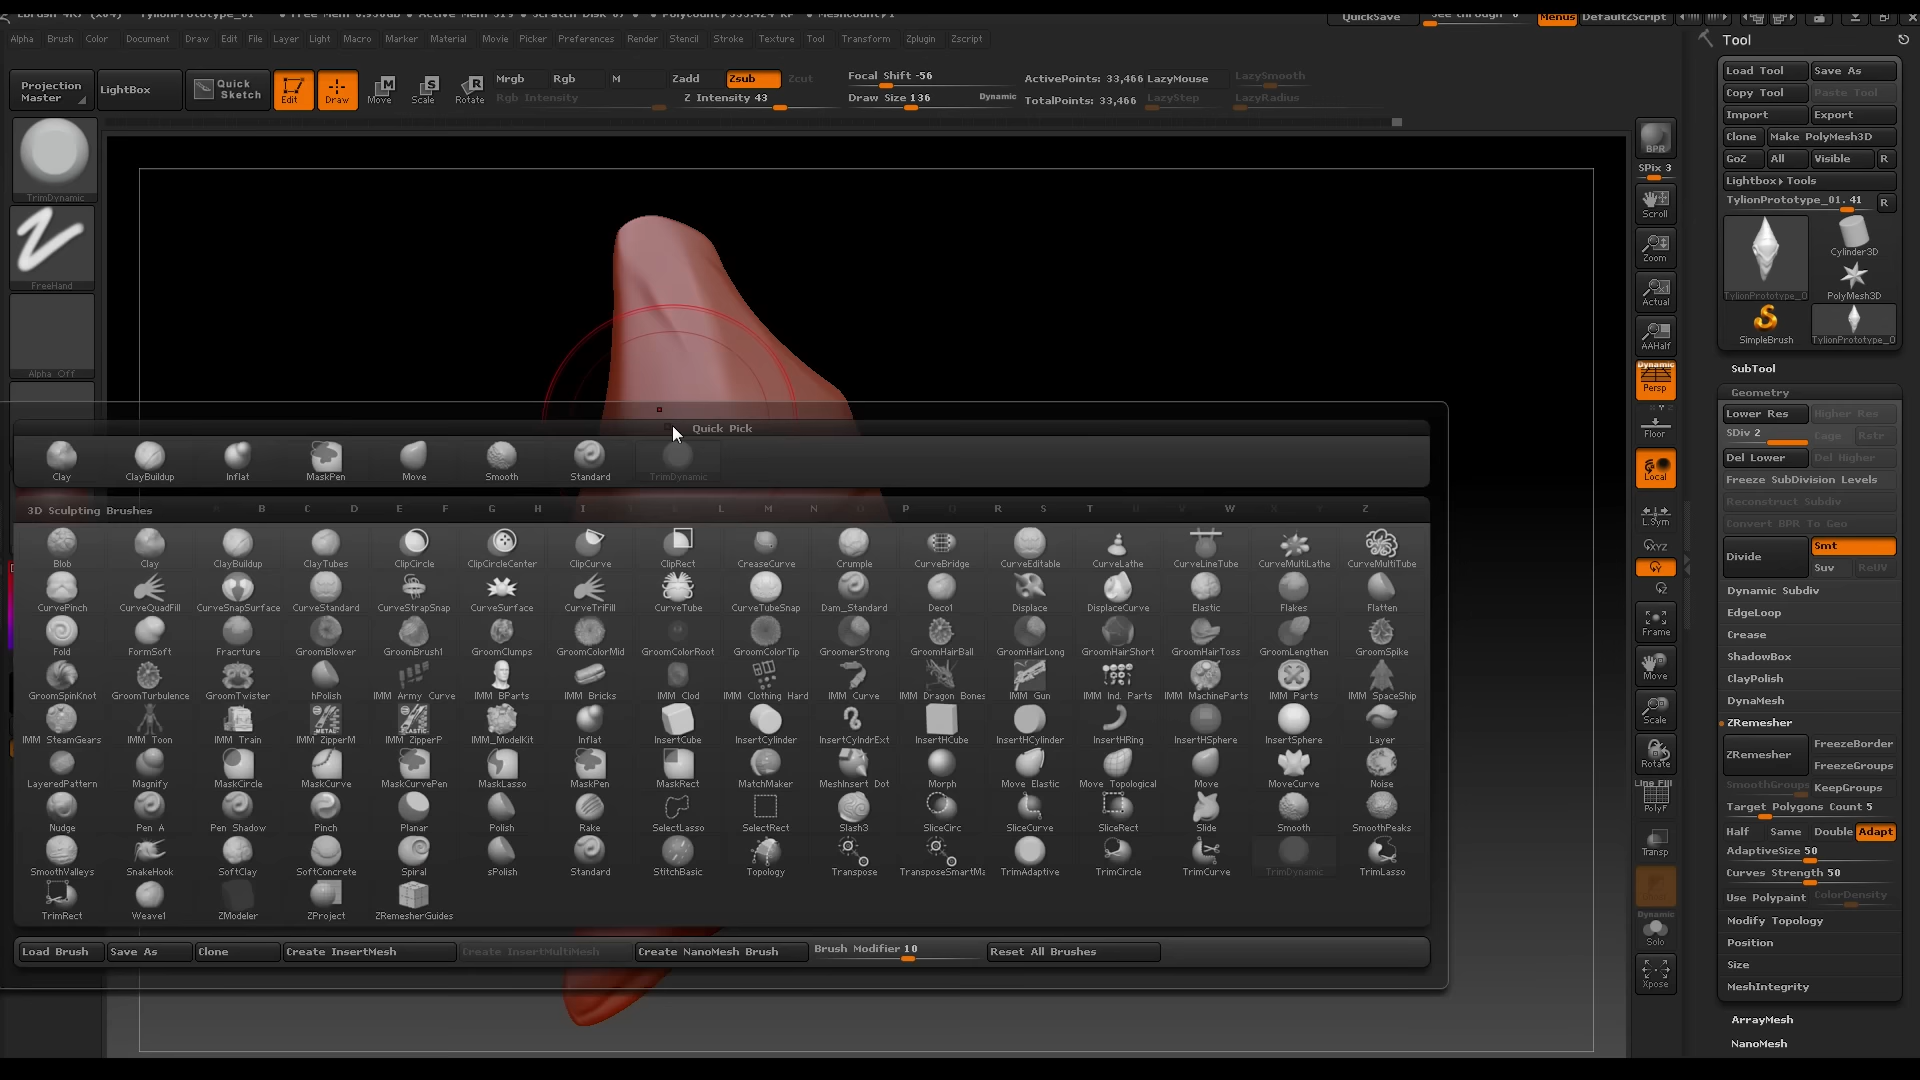 TylionPrototype_01
QuickSave See through 0 Menus DefaultZScript
Alpha Brush Color Document Draw Edit File Layer Light Macro Marker Material Movie Picker Preferences Render Stencil Stroke Texture Tool Transform Zplugin Zscript
Projection Master
LightBox
Quick Sketch
Edit Draw Move Scale Rotate
Mrgb Rgb M Zadd Zsub Zcut
Rgb Intensity Z Intensity 43
Focal Shift -56
Draw Size 136 Dynamic
ActivePoints: 33,466 LazyMouse LazySmooth
TotalPoints: 33,466 LazyStep LazyRadius
TrimDynamic
FreeHand
Alpha Off
Quick Pick
Clay ClayBuildup Inflat MaskPen Move Smooth Standard TrimDynamic
3D Sculpting Brushes B C D E F G H I L M N P R S T W Z
Blob Clay ClayBuildup ClayTubes ClipCircle ClipCircleCenter ClipCurve ClipRect CreaseCurve Crumple CurveBridge CurveEditable CurveLathe CurveLineTube CurveMultiLathe CurveMultiTube
CurvePinch CurveQuadFill CurveSnapSurface CurveStandard CurveStrapSnap CurveSurface CurveTriFill CurveTube CurveTubeSnap Dam_Standard Deco1 Displace DisplaceCurve Elastic Flakes Flatten
Fold FormSoft Fracrture GroomBlower GroomBrush1 GroomClumps GroomColorMid GroomColorRoot GroomColorTip GroomerStrong GroomHairBall GroomHairLong GroomHairShort GroomHairToss GroomLengthen GroomSpike
GroomSpinKnot GroomTurbulence GroomTwister hPolish IMM Army Curve IMM BParts IMM Bricks IMM Clod IMM Clothing Hard IMM Curve IMM Dragon Bones IMM Gun IMM Ind. Parts IMM MachineParts IMM Parts IMM SpaceShip
IMM SteamGears IMM Toon IMM Train IMM ZipperM IMM ZipperP IMM_ModelKit Inflat InsertCube InsertCylinder InsertCylndrExt InsertHCube InsertHCylinder InsertHRing InsertHSphere InsertSphere Layer
LayeredPattern Magnify MaskCircle MaskCurve MaskCurvePen MaskLasso MaskPen MaskRect MatchMaker MeshInsert Dot Morph Move Elastic Move Topological Move MoveCurve Noise
Nudge Pen A Pen Shadow Pinch Planar Polish Rake SelectLasso SelectRect Slash3 SliceCirc SliceCurve SliceRect Slide Smooth SmoothPeaks
SmoothValleys SnakeHook SoftClay SoftConcrete Spiral sPolish Standard StitchBasic Topology Transpose TransposeSmartMa TrimAdaptive TrimCircle TrimCurve TrimDynamic TrimLasso
TrimRect Weave1 ZModeler ZProject ZRemesherGuides
Load Brush Save As Clone Create InsertMesh Create InsertMultiMesh Create NanoMesh Brush Brush Modifier 10 Reset All Brushes
BPR
SPix 3
Scroll
Zoom
Actual
AAHalf
Dynamic
Persp
Floor
Local
L.Sym
XYZ
Y
Z
Frame
Move
Scale
Rotate
Line Fill
PolyF
Transp
Dynamic
Solo
Xpose
Tool
Load Tool Save As
Copy Tool Paste Tool
Import Export
Clone Make PolyMesh3D
GoZ All Visible R
Lightbox▸Tools
TylionPrototype_01. 41 R
TylionPrototype_0
Cylinder3D
PolyMesh3D
SimpleBrush
TylionPrototype_0
SubTool
Geometry
Lower Res Higher Res
SDiv 2 Cage Rstr
Del Lower Del Higher
Freeze SubDivision Levels
Reconstruct Subdiv
Convert BPR To Geo
Divide Smt
Suv ReUV
Dynamic Subdiv
EdgeLoop
Crease
ShadowBox
ClayPolish
DynaMesh
ZRemesher
ZRemesher FreezeBorder
FreezeGroups
SmoothGroups KeepGroups
Target Polygons Count 5
Half Same Double Adapt
AdaptiveSize 50
Curves Strength 50
Use Polypaint ColorDensity
Modify Topology
Position
Size
MeshIntegrity
ArrayMesh
NanoMesh